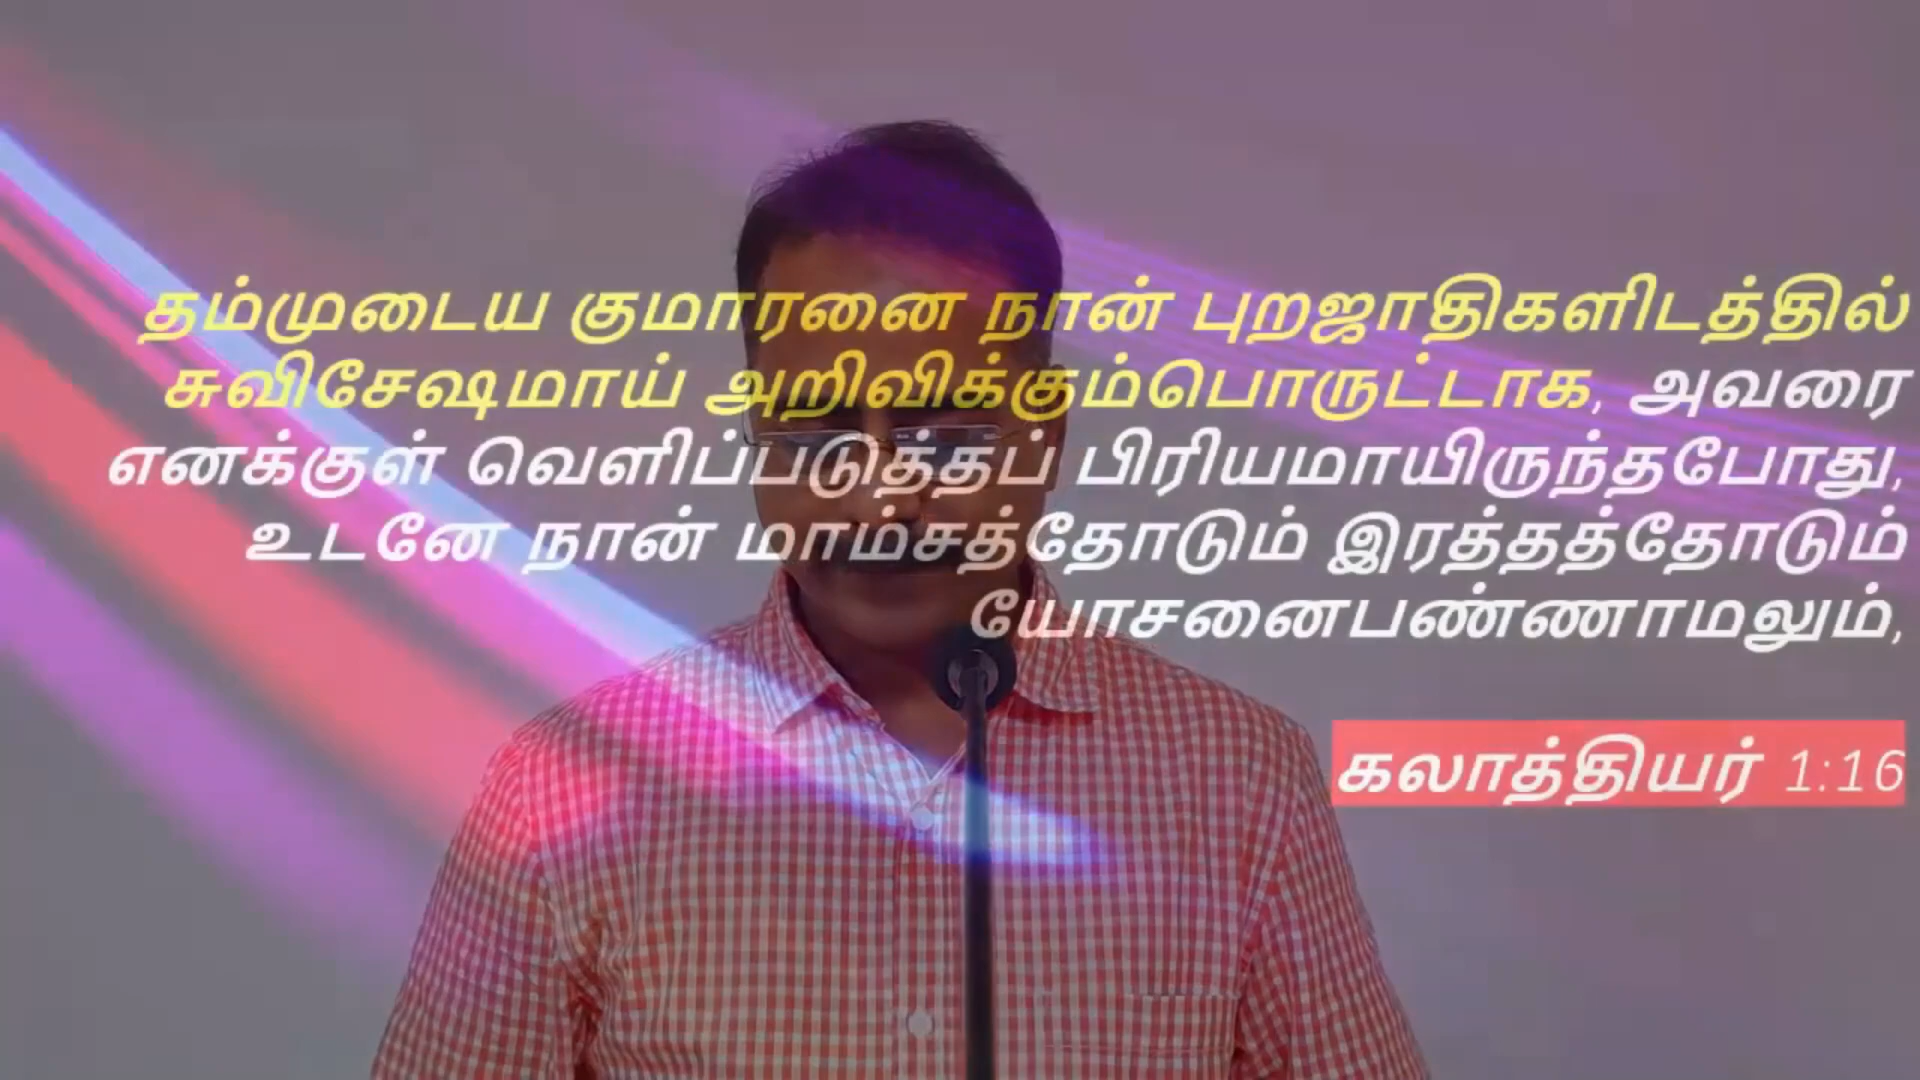 தம்முடைய குமாரனை நான் புறஜாதிகளிடத்தில்
சுவிசேஷமாய் அறிவிக்கும்பொருட்டாக, அவரை
எனக்குள் வெளிப்படுத்தப் பிரியமாயிருந்தபோது,
உடனே நான் மாம்சத்தோடும் இரத்தத்தோடும்
யோசனைபண்ணாமலும்,
கலாத்தியர் 1:16